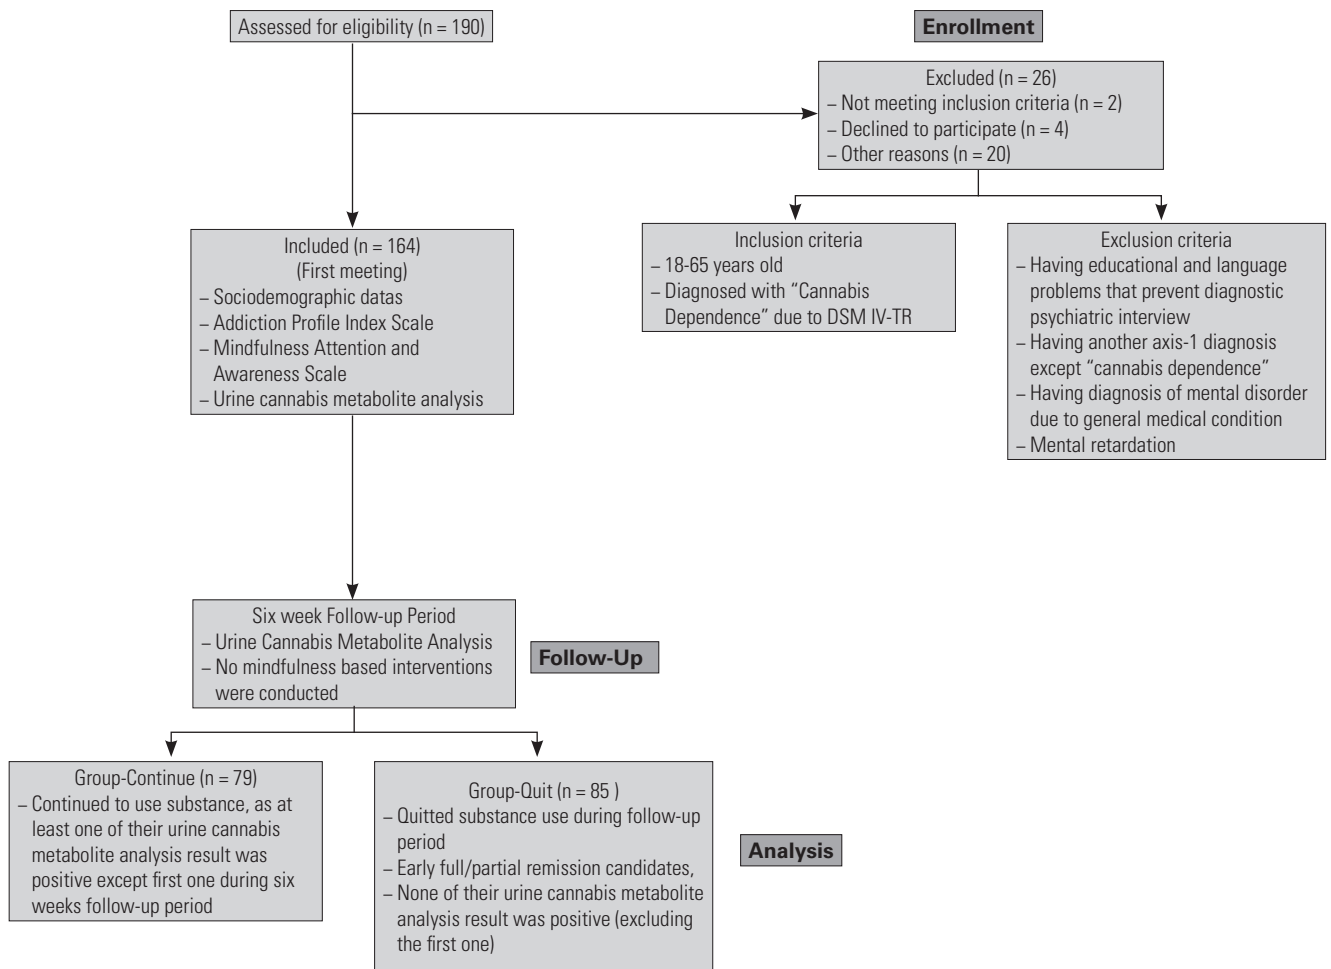 Assessed for eligibility (n = 190)
Enrollment
Excluded (n = 26)
– Not meeting inclusion criteria (n = 2)
– Declined to participate (n = 4)
– Other reasons (n = 20)
Included (n = 164)
(First meeting)
– Sociodemographic datas
– Addiction Profile Index Scale
– Mindfulness Attention and
Awareness Scale
– Urine cannabis metabolite analysis
Inclusion criteria
– 18-65 years old
– Diagnosed with “Cannabis
Dependence” due to DSM IV-TR
Exclusion criteria
– Having educational and language
problems that prevent diagnostic
psychiatric interview
– Having another axis-1 diagnosis
except “cannabis dependence”
– Having diagnosis of mental disorder
due to general medical condition
– Mental retardation
Six week Follow-up Period
– Urine Cannabis Metabolite Analysis
– No mindfulness based interventions
were conducted
Follow-Up
Group-Continue (n = 79)
– Continued to use substance, as at
least one of their urine cannabis
metabolite analysis result was
positive except first one during six
weeks follow-up period
Group-Quit (n = 85 )
– Quitted substance use during follow-up
period
– Early full/partial remission candidates,
– None of their urine cannabis metabolite
analysis result was positive (excluding
the first one)
Analysis